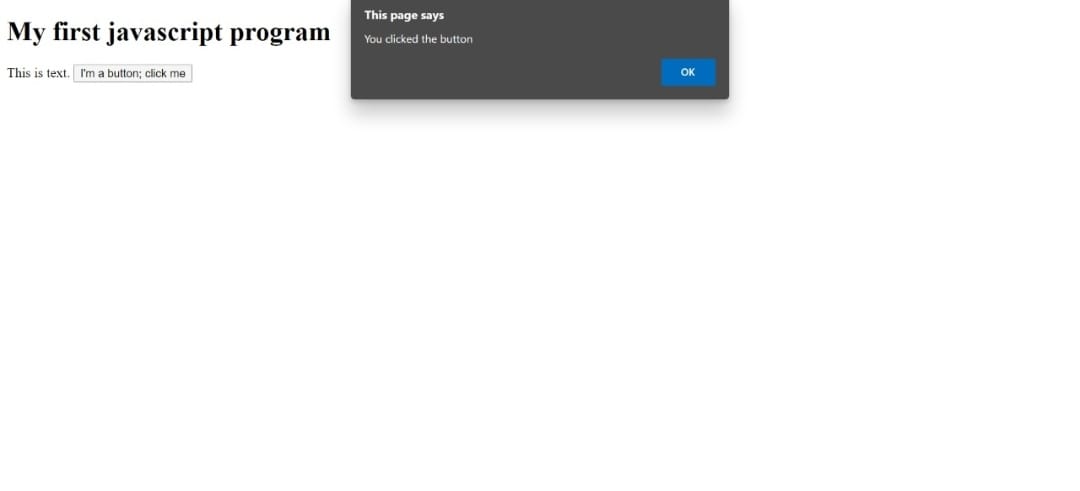 My first javascript program
This is text. I'm a button; click me
This page says
You clicked the button
OK